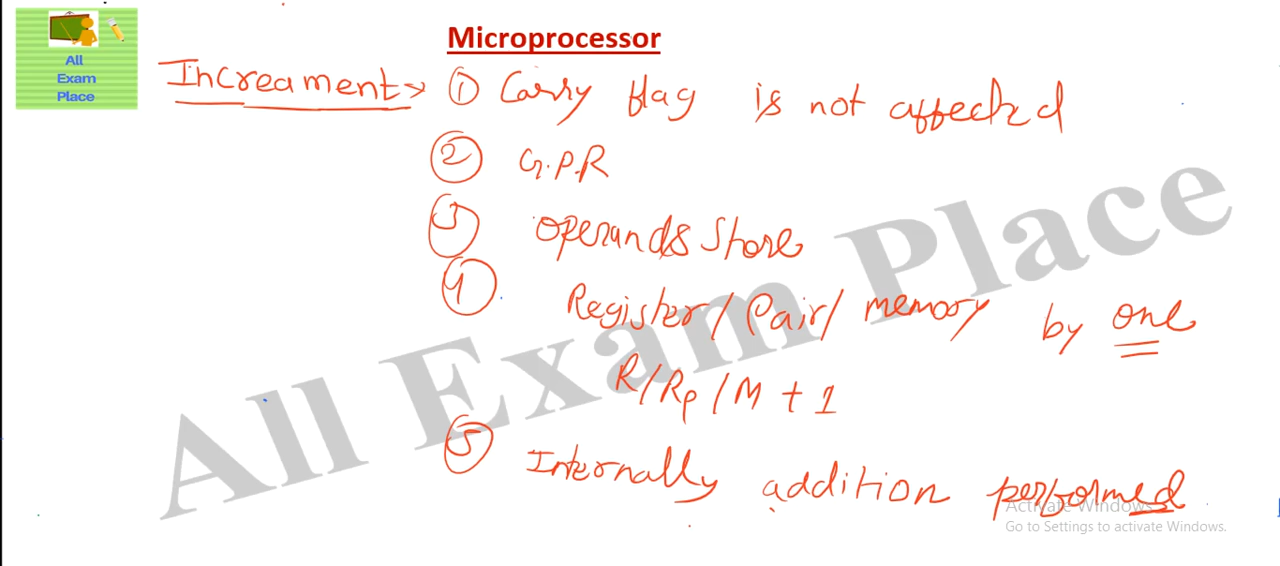 All
Exam
Place
Microprocessor
Increament → ① Carry flag is not affected
② G.P.R
③ Operands Store
④ Register/Pair/memory by one
R/Rp/M + 1
⑤ Internally addition performed
All Exam Place
Activate Windows
Go to Settings to activate Windows.